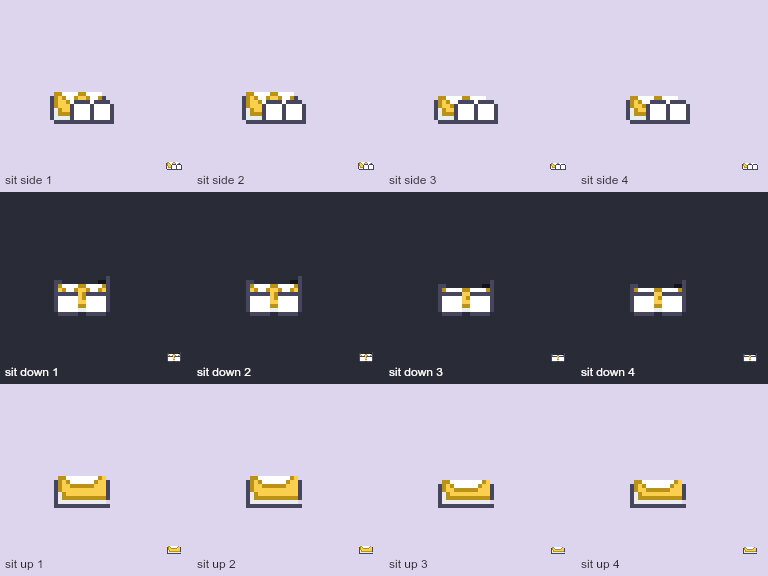 sit side 1
sit side 2
sit side 3
sit side 4
sit down 1
sit down 2
sit down 3
sit down 4
sit up 1
sit up 2
sit up 3
sit up 4